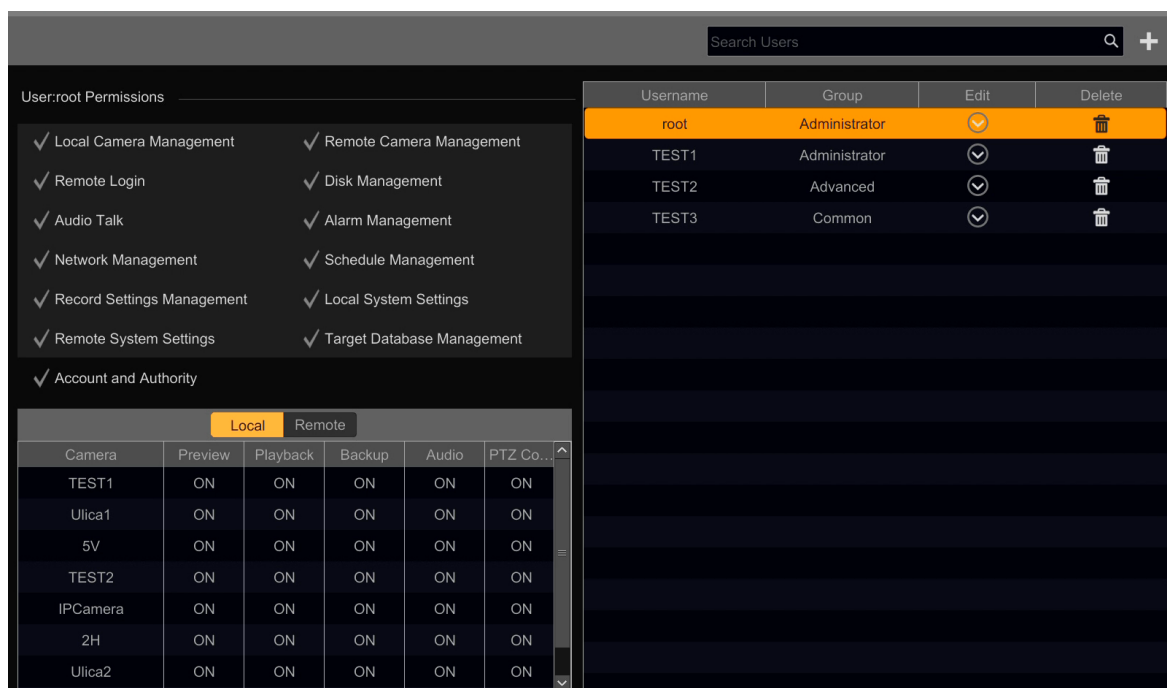 Search Users
User:root Permissions
Local Camera Management Remote Camera Management
Remote Login Disk Management
Audio Talk Alarm Management
Network Management Schedule Management
Record Settings Management Local System Settings
Remote System Settings Target Database Management
Account and Authority
Local Remote
Camera Preview Playback Backup Audio PTZ Co...
TEST1 ON ON ON ON ON
Ulica1 ON ON ON ON ON
5V ON ON ON ON ON
TEST2 ON ON ON ON ON
IPCamera ON ON ON ON ON
2H ON ON ON ON ON
Ulica2 ON ON ON ON ON
Username Group Edit Delete
root Administrator
TEST1 Administrator
TEST2 Advanced
TEST3 Common